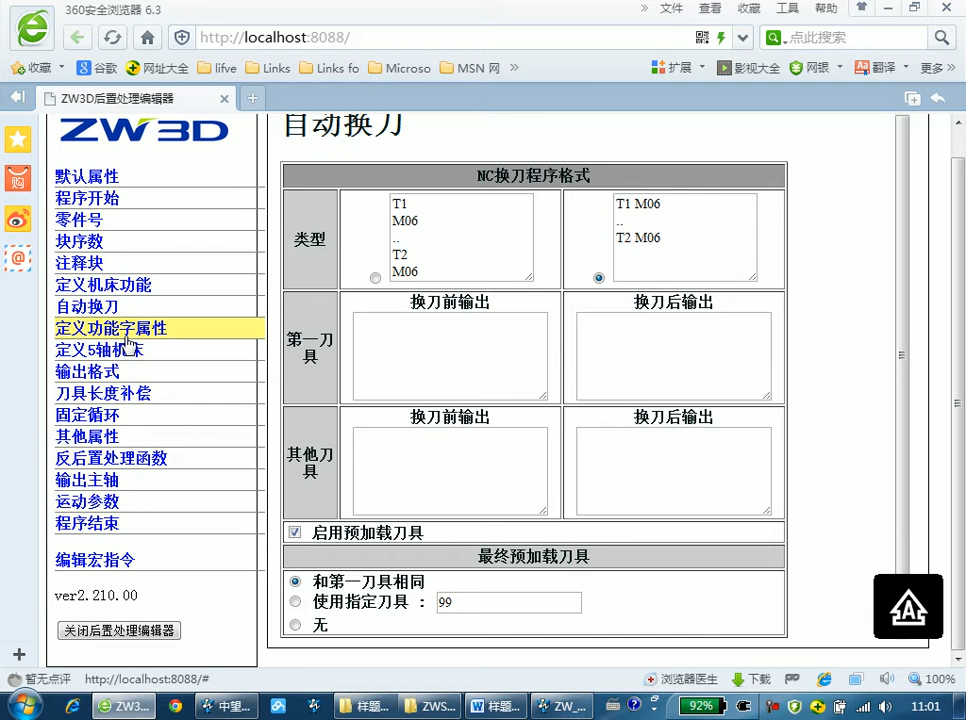 360安全浏览器 6.3
» 文件 查看 收藏 工具 帮助
http://localhost:8088/
点此搜索
收藏 谷歌 网址大全 lifve Links Links fo Microso MSN 网 » 扩展 影视大全 网银 翻译 更多 »
ZW3D后置处理编辑器
购
@
ZW3D
默认属性
程序开始
零件号
块序数
注释块
定义机床功能
自动换刀
定义功能字属性
定义5轴机床
输出格式
刀具长度补偿
固定循环
其他属性
反后置处理函数
输出主轴
运动参数
程序结束
编辑宏指令
ver2.210.00
关闭后置处理编辑器
自动换刀
NC换刀程序格式
类型
T1
M06
..
T2
M06
T1 M06
..
T2 M06
第一刀具
换刀前输出 换刀后输出
其他刀具
换刀前输出 换刀后输出
启用预加载刀具
最终预加载刀具
和第一刀具相同
使用指定刀具 : 99
无
A
暂无点评 http://localhost:8088/# 浏览器医生 下载 100%
ZW3... 中望... 样题... ZWS... 样题... ZW_... 92% 11:01